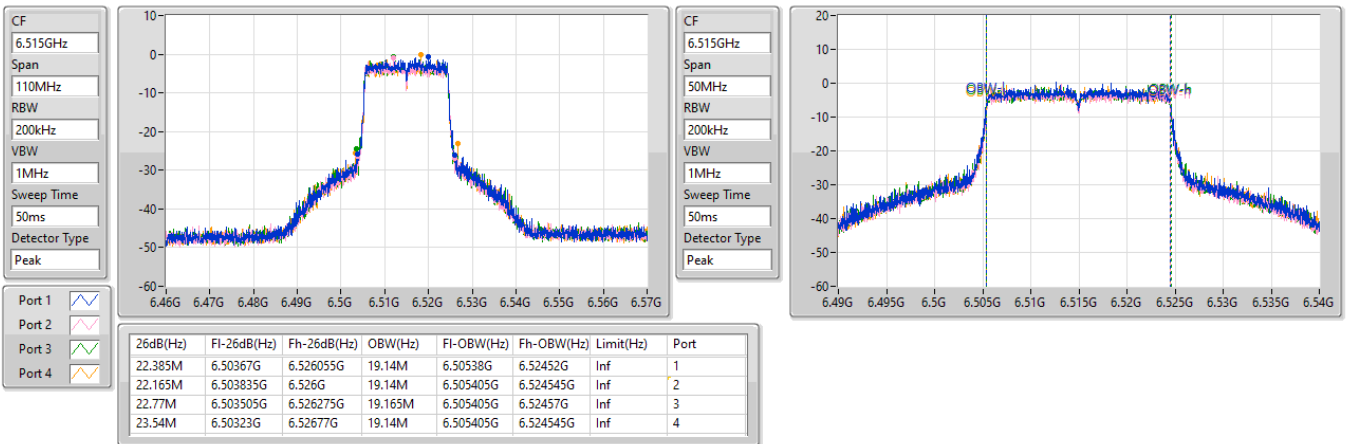 CF
6.515GHz
Span
110MHz
RBW
200kHz
VBW
1MHz
Sweep Time
50ms
Detector Type
Peak
10
0
-10
-20
-30
-40
-50
-60
6.46G 6.47G 6.48G 6.49G 6.5G 6.51G 6.52G 6.53G 6.54G 6.55G 6.56G 6.57G
CF
6.515GHz
Span
50MHz
RBW
200kHz
VBW
1MHz
Sweep Time
50ms
Detector Type
Peak
20
10
0
-10
-20
-30
-40
-50
-60
OBW-l OBW-h
6.49G 6.495G 6.5G 6.505G 6.51G 6.515G 6.52G 6.525G 6.53G 6.535G 6.54G
Port 1
Port 2
Port 3
Port 4
26dB(Hz) Fl-26dB(Hz) Fh-26dB(Hz) OBW(Hz) Fl-OBW(Hz) Fh-OBW(Hz) Limit(Hz) Port
22.385M 6.50367G 6.526055G 19.14M 6.50538G 6.52452G Inf 1
22.165M 6.503835G 6.526G 19.14M 6.505405G 6.524545G Inf 2
22.77M 6.503505G 6.526275G 19.165M 6.505405G 6.52457G Inf 3
23.54M 6.50323G 6.52677G 19.14M 6.505405G 6.524545G Inf 4